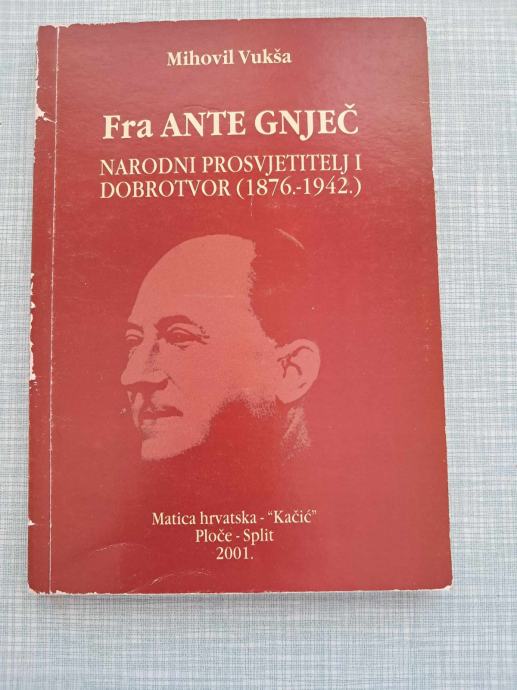 Mihovil Vukša
Fra ANTE GNJEČ
NARODNI PROSVJETITELJ I
DOBROTVOR (1876.-1942.)
Matica hrvatska - “Kačić”
Ploče - Split
2001.